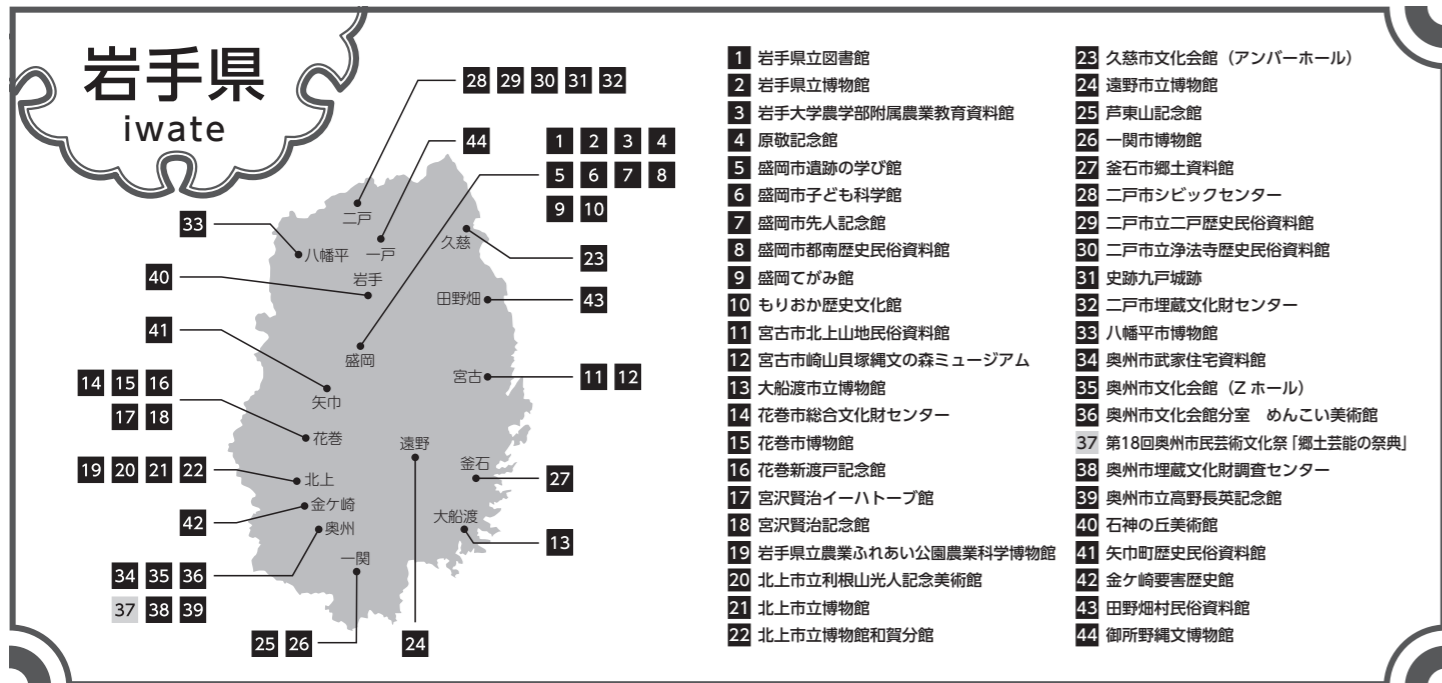 岩手県
iwate
28 29 30 31 32
44
1 2 3 4
5 6 7 8
9 10
33
二戸
八幡平
一戸
久慈
23
40
岩手
田野畑
43
41
盛岡
宮古
11 12
14 15 16
17 18
矢巾
花巻
遠野
19 20 21 22
北上
釜石
27
42
金ケ崎
奥州
大船渡
13
一関
34 35 36
37 38 39
25 26
24
1 岩手県立図書館
2 岩手県立博物館
3 岩手大学農学部附属農業教育資料館
4 原敬記念館
5 盛岡市遺跡の学び館
6 盛岡市子ども科学館
7 盛岡市先人記念館
8 盛岡市都南歴史民俗資料館
9 盛岡てがみ館
10 もりおか歴史文化館
11 宮古市北上山地民俗資料館
12 宮古市崎山貝塚縄文の森ミュージアム
13 大船渡市立博物館
14 花巻市総合文化財センター
15 花巻市博物館
16 花巻新渡戸記念館
17 宮沢賢治イーハトーブ館
18 宮沢賢治記念館
19 岩手県立農業ふれあい公園農業科学博物館
20 北上市立利根山光人記念美術館
21 北上市立博物館
22 北上市立博物館和賀分館
23 久慈市文化会館（アンバーホール）
24 遠野市立博物館
25 芦東山記念館
26 一関市博物館
27 釜石市郷土資料館
28 二戸市シビックセンター
29 二戸市立二戸歴史民俗資料館
30 二戸市立浄法寺歴史民俗資料館
31 史跡九戸城跡
32 二戸市埋蔵文化財センター
33 八幡平市博物館
34 奥州市武家住宅資料館
35 奥州市文化会館（Z ホール）
36 奥州市文化会館分室　めんこい美術館
37 第18回奥州市民芸術文化祭「郷土芸能の祭典」
38 奥州市埋蔵文化財調査センター
39 奥州市立高野長英記念館
40 石神の丘美術館
41 矢巾町歴史民俗資料館
42 金ケ崎要害歴史館
43 田野畑村民俗資料館
44 御所野縄文博物館